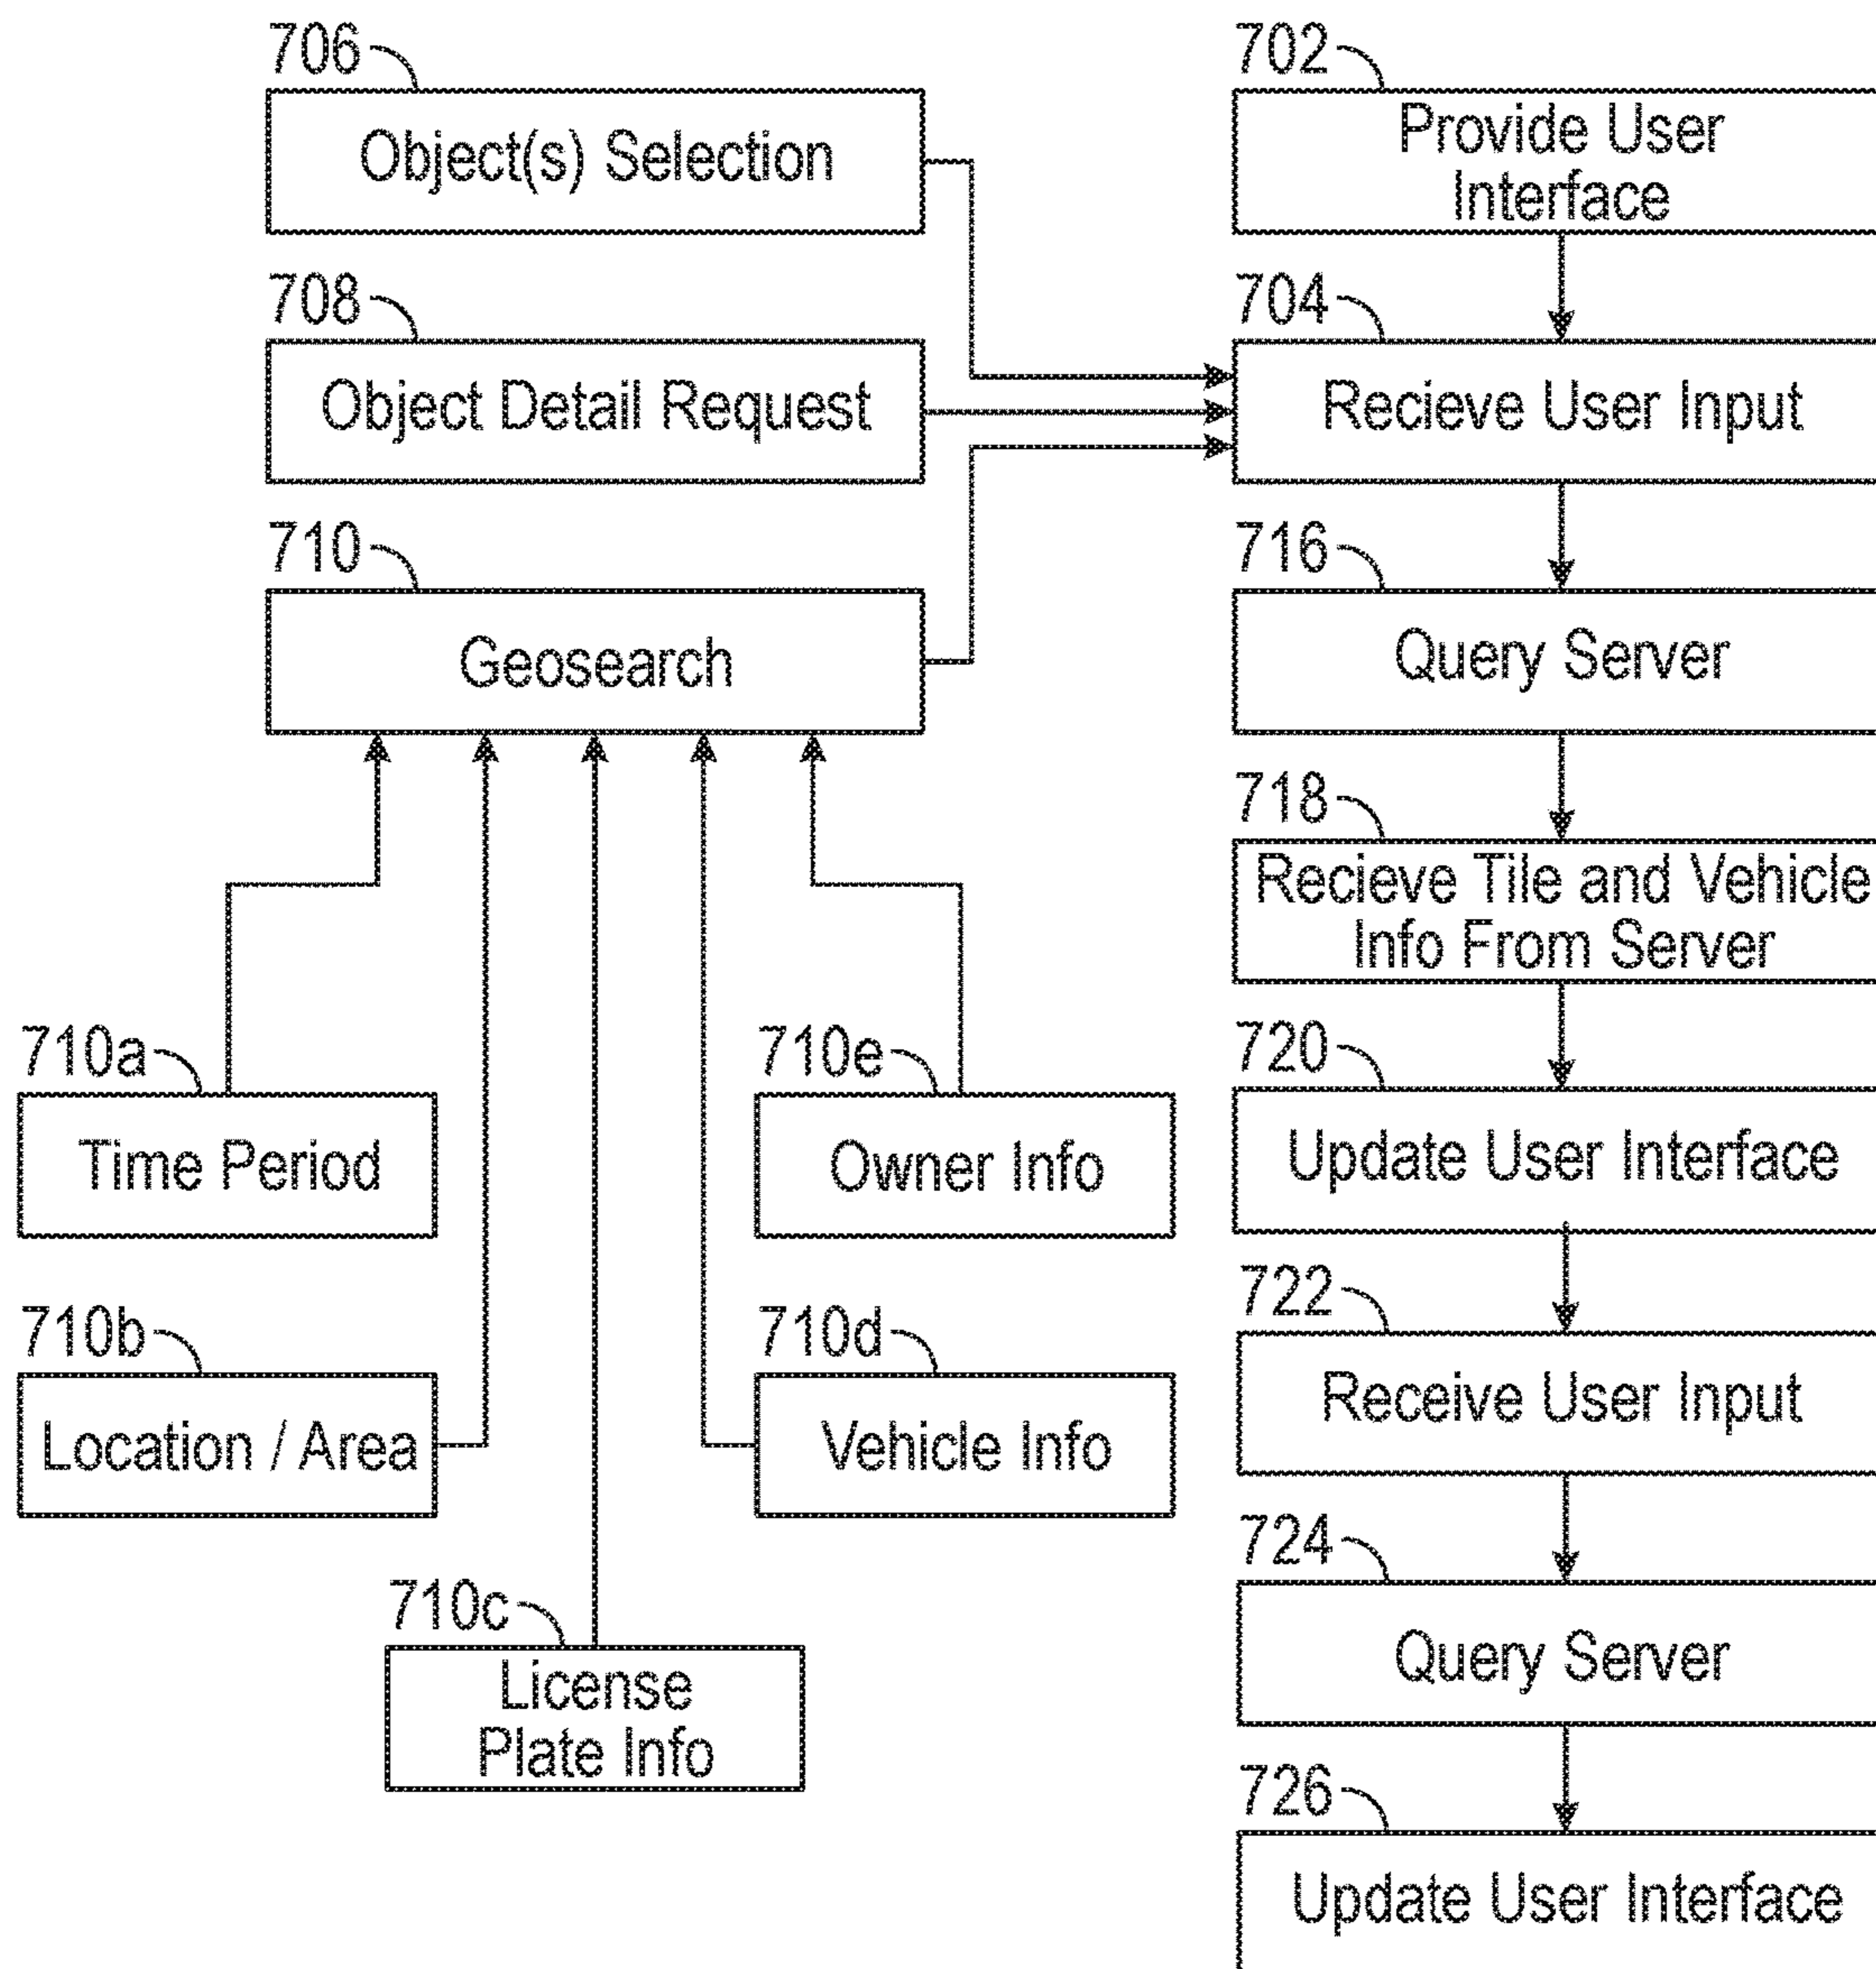 706
Object(s) Selection
702
Provide User
Interface
708
Object Detail Request
704
Recieve User Input
710
Geosearch
716
Query Server
718
Recieve Tile and Vehicle
Info From Server
710a
Time Period
710e
Owner Info
720
Update User Interface
710b
Location / Area
710d
Vehicle Info
722
Receive User Input
710c
License
Plate Info
724
Query Server
726
Update User Interface